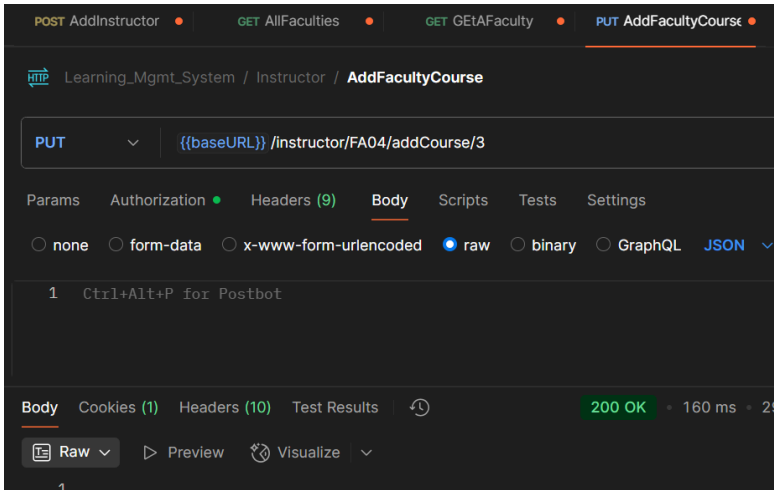 POST AddInstructor GET AllFaculties GET GEtAFaculty PUT AddFacultyCourse
HTTP Learning_Mgmt_System / Instructor / AddFacultyCourse
PUT {{baseURL}} /instructor/FA04/addCourse/3
Params Authorization Headers (9) Body Scripts Tests Settings
none form-data x-www-form-urlencoded raw binary GraphQL JSON
1 Ctrl+Alt+P for Postbot
Body Cookies (1) Headers (10) Test Results 200 OK 160 ms
Raw Preview Visualize
1